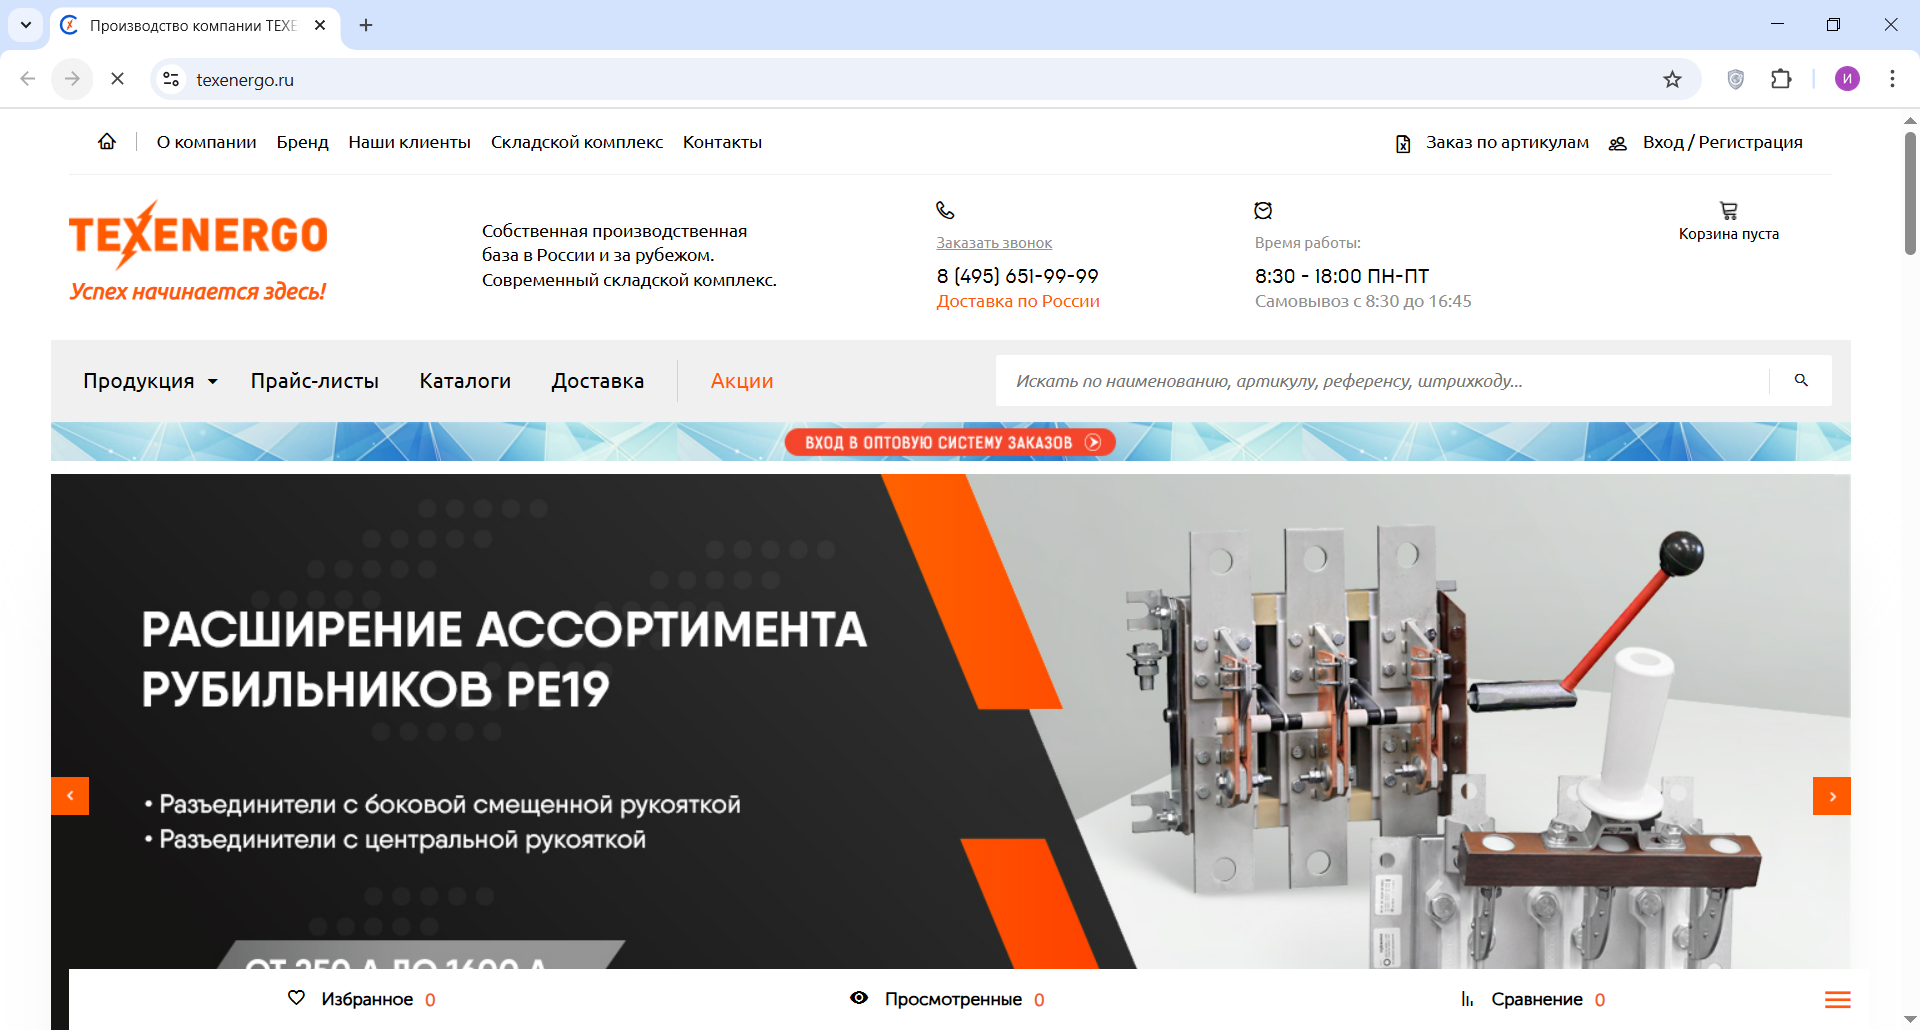 Производство компании TEXE
texenergo.ru
И
О компании Бренд Наши клиенты Складской комплекс Контакты
Заказ по артикулам Вход / Регистрация
TEXENERGO
Успех начинается здесь!
Собственная производственная
база в России и за рубежом.
Современный складской комплекс.
Заказать звонок
8 (495) 651-99-99
Доставка по России
Время работы:
8:30 - 18:00 ПН-ПТ
Самовывоз с 8:30 до 16:45
Корзина пуста
Продукция Прайс-листы Каталоги Доставка Акции
Искать по наименованию, артикулу, референсу, штрихкоду...
ВХОД В ОПТОВУЮ СИСТЕМУ ЗАКАЗОВ
РАСШИРЕНИЕ АССОРТИМЕНТА
РУБИЛЬНИКОВ РЕ19
• Разъединители с боковой смещенной рукояткой
• Разъединители с центральной рукояткой
ОТ 250 А ДО 1600 А
Избранное 0 Просмотренные 0 Сравнение 0